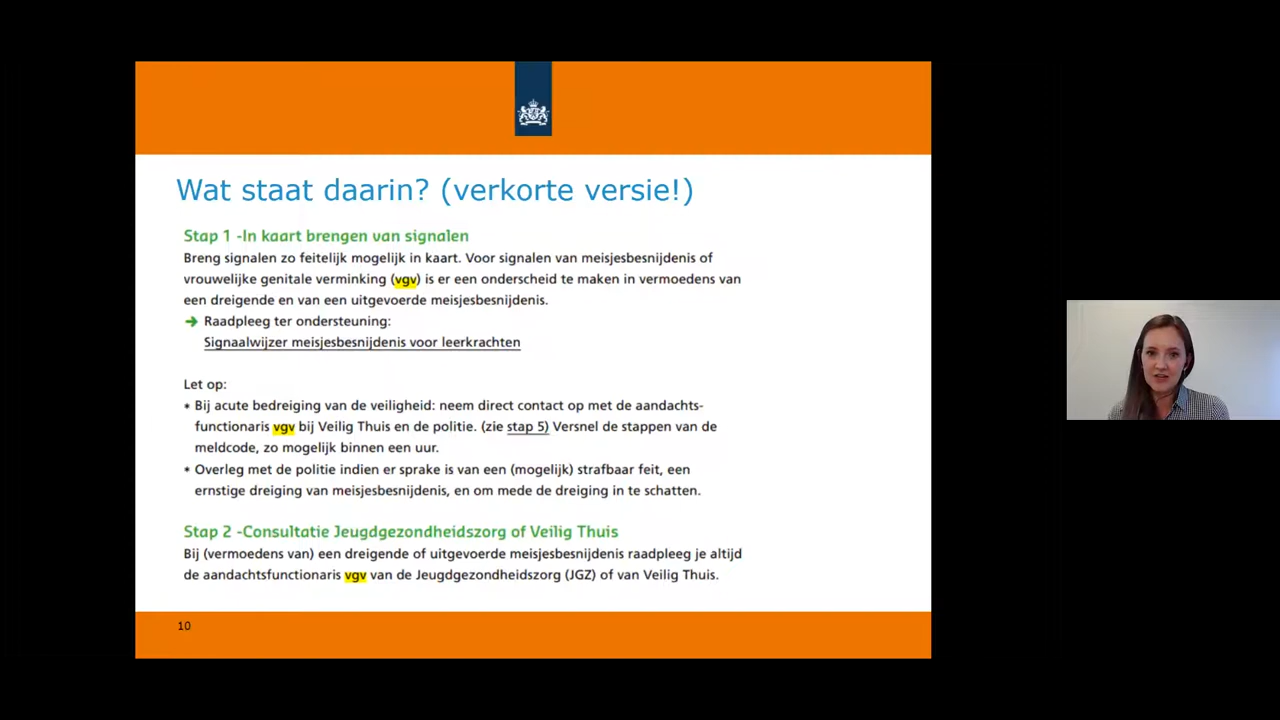 Wat staat daarin? (verkorte versie!)
Stap 1 -In kaart brengen van signalen
Breng signalen zo feitelijk mogelijk in kaart. Voor signalen van meisjesbesnijdenis of
vrouwelijke genitale verminking (vgv) is er een onderscheid te maken in vermoedens van
een dreigende en van een uitgevoerde meisjesbesnijdenis.
➔ Raadpleeg ter ondersteuning:
Signaalwijzer meisjesbesnijdenis voor leerkrachten
Let op:
* Bij acute bedreiging van de veiligheid: neem direct contact op met de aandachts-
functionaris vgv bij Veilig Thuis en de politie. (zie stap 5) Versnel de stappen van de
meldcode, zo mogelijk binnen een uur.
* Overleg met de politie indien er sprake is van een (mogelijk) strafbaar feit, een
ernstige dreiging van meisjesbesnijdenis, en om mede de dreiging in te schatten.
Stap 2 -Consultatie Jeugdgezondheidszorg of Veilig Thuis
Bij (vermoedens van) een dreigende of uitgevoerde meisjesbesnijdenis raadpleeg je altijd
de aandachtsfunctionaris vgv van de Jeugdgezondheidszorg (JGZ) of van Veilig Thuis.
10